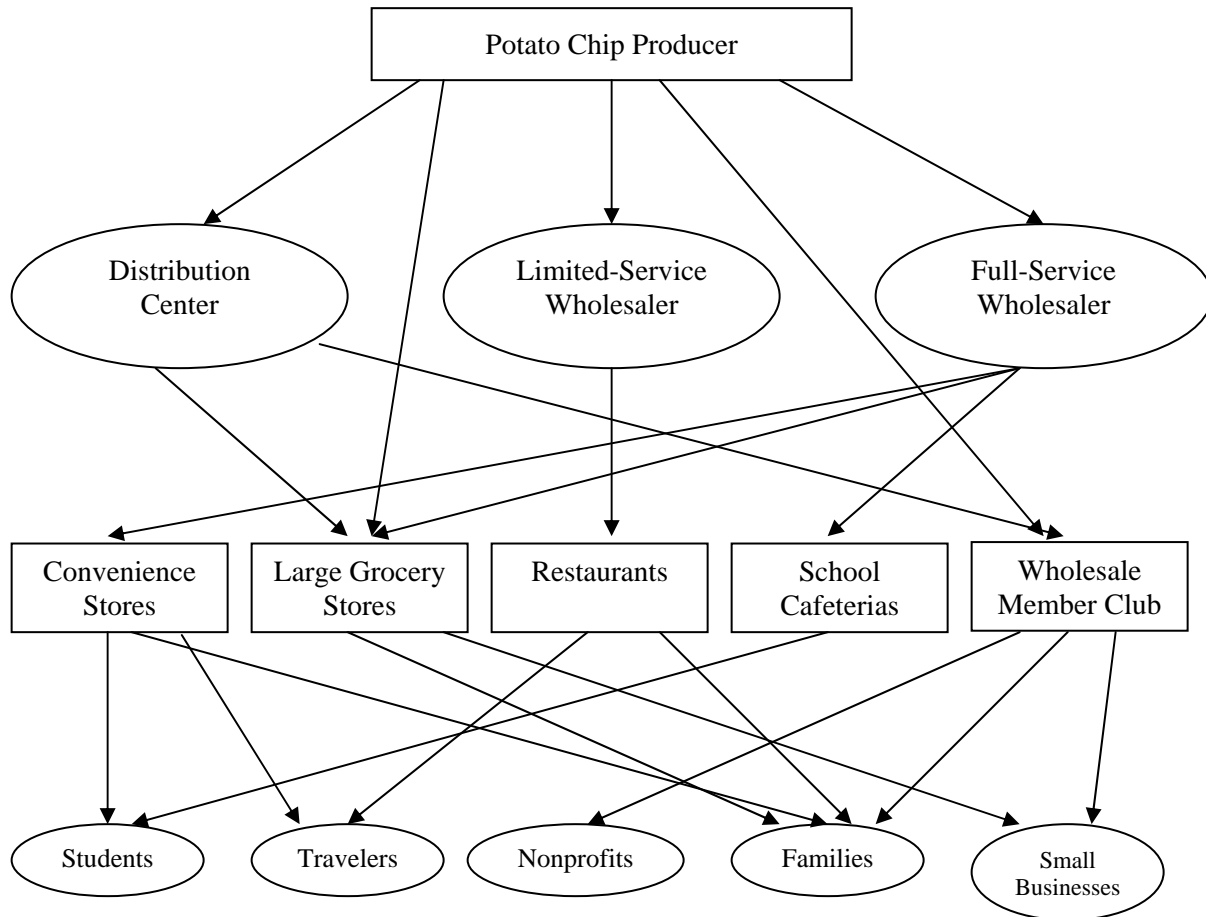 Potato Chip Producer
Distribution
Center
Limited-Service
Wholesaler
Full-Service
Wholesaler
Convenience
Stores
Large Grocery
Stores
Restaurants
School
Cafeterias
Wholesale
Member Club
Students
Travelers
Nonprofits
Families
Small
Businesses